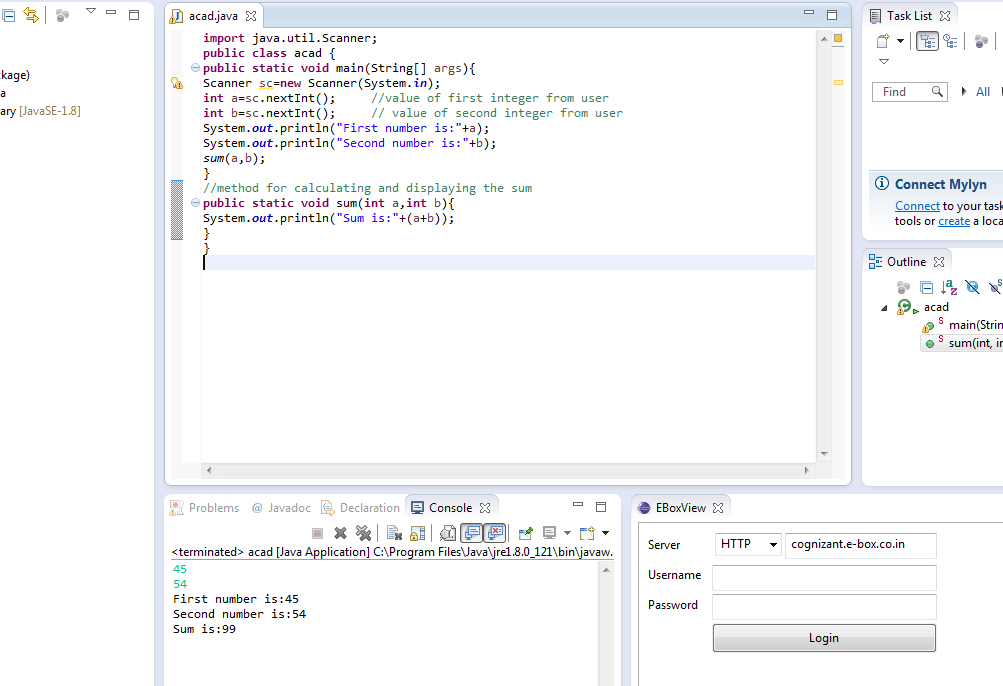 kage)
a
ary [JavaSE-1.8]
acad.java
import java.util.Scanner;
public class acad {
public static void main(String[] args){
Scanner sc=new Scanner(System.in);
int a=sc.nextInt();     //value of first integer from user
int b=sc.nextInt();     // value of second integer from user
System.out.println("First number is:"+a);
System.out.println("Second number is:"+b);
sum(a,b);
}
//method for calculating and displaying the sum
public static void sum(int a,int b){
System.out.println("Sum is:"+(a+b));
}
}
Task List
Find
All
Connect Mylyn
Connect to your task
tools or create a loca
Outline
acad
main(Strin
sum(int, in
Problems @ Javadoc Declaration Console
<terminated> acad [Java Application] C:\Program Files\Java\jre1.8.0_121\bin\javaw.
45
54
First number is:45
Second number is:54
Sum is:99
EBoxView
Server HTTP cognizant.e-box.co.in
Username
Password
Login